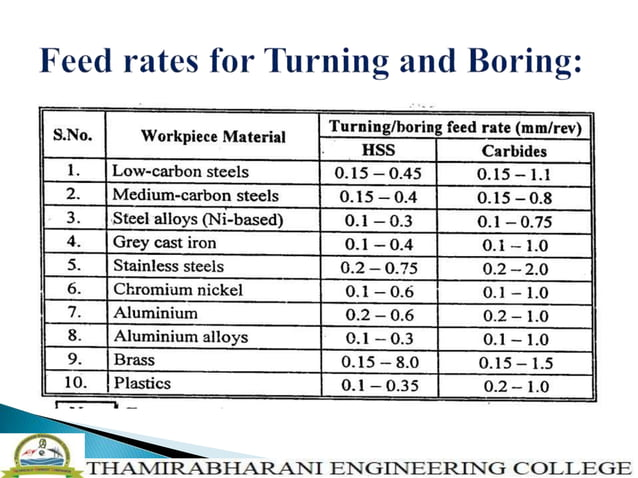 Feed rates for Turning and Boring:
S.No. Workpiece Material Turning/boring feed rate (mm/rev)
HSS Carbides
1. Low-carbon steels 0.15 – 0.45 0.15 – 1.1
2. Medium-carbon steels 0.15 – 0.4 0.15 – 0.8
3. Steel alloys (Ni-based) 0.1 – 0.3 0.1 – 0.75
4. Grey cast iron 0.1 – 0.4 0.1 – 1.0
5. Stainless steels 0.2 – 0.75 0.2 – 2.0
6. Chromium nickel 0.1 – 0.6 0.1 – 1.0
7. Aluminium 0.2 – 0.6 0.2 – 1.0
8. Aluminium alloys 0.1 – 0.3 0.1 – 1.0
9. Brass 0.15 – 8.0 0.15 – 1.5
10. Plastics 0.1 – 0.35 0.2 – 1.0
THAMIRABHARANI ENGINEERING COLLEGE